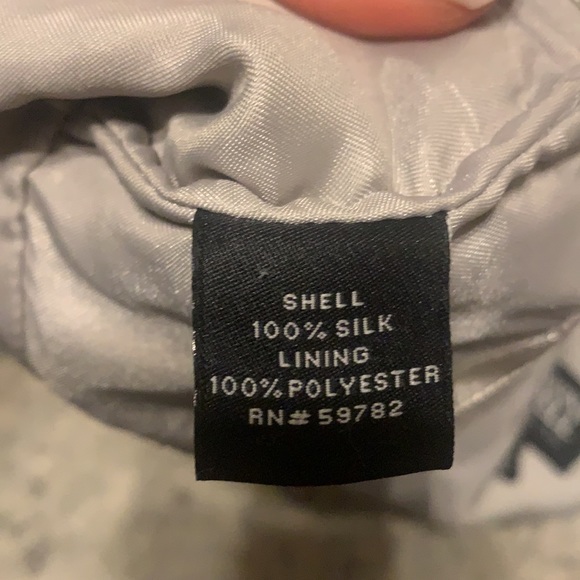 SHELL
100% SILK
LINING
100% POLYESTER
RN# 59782